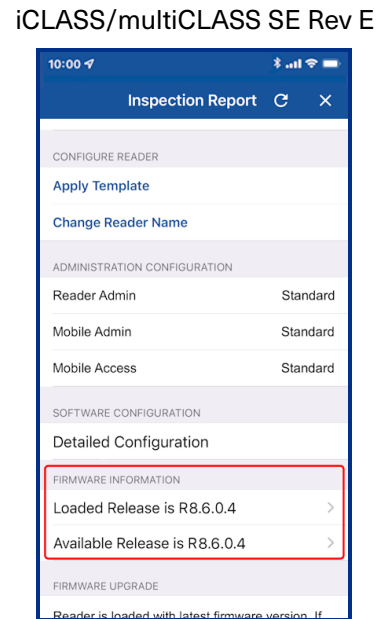 iCLASS/multiCLASS SE Rev E
10:00
Inspection Report
CONFIGURE READER
Apply Template
Change Reader Name
ADMINISTRATION CONFIGURATION
Reader Admin Standard
Mobile Admin Standard
Mobile Access Standard
SOFTWARE CONFIGURATION
Detailed Configuration
FIRMWARE INFORMATION
Loaded Release is R8.6.0.4
Available Release is R8.6.0.4
FIRMWARE UPGRADE
Reader is loaded with latest firmware version. If